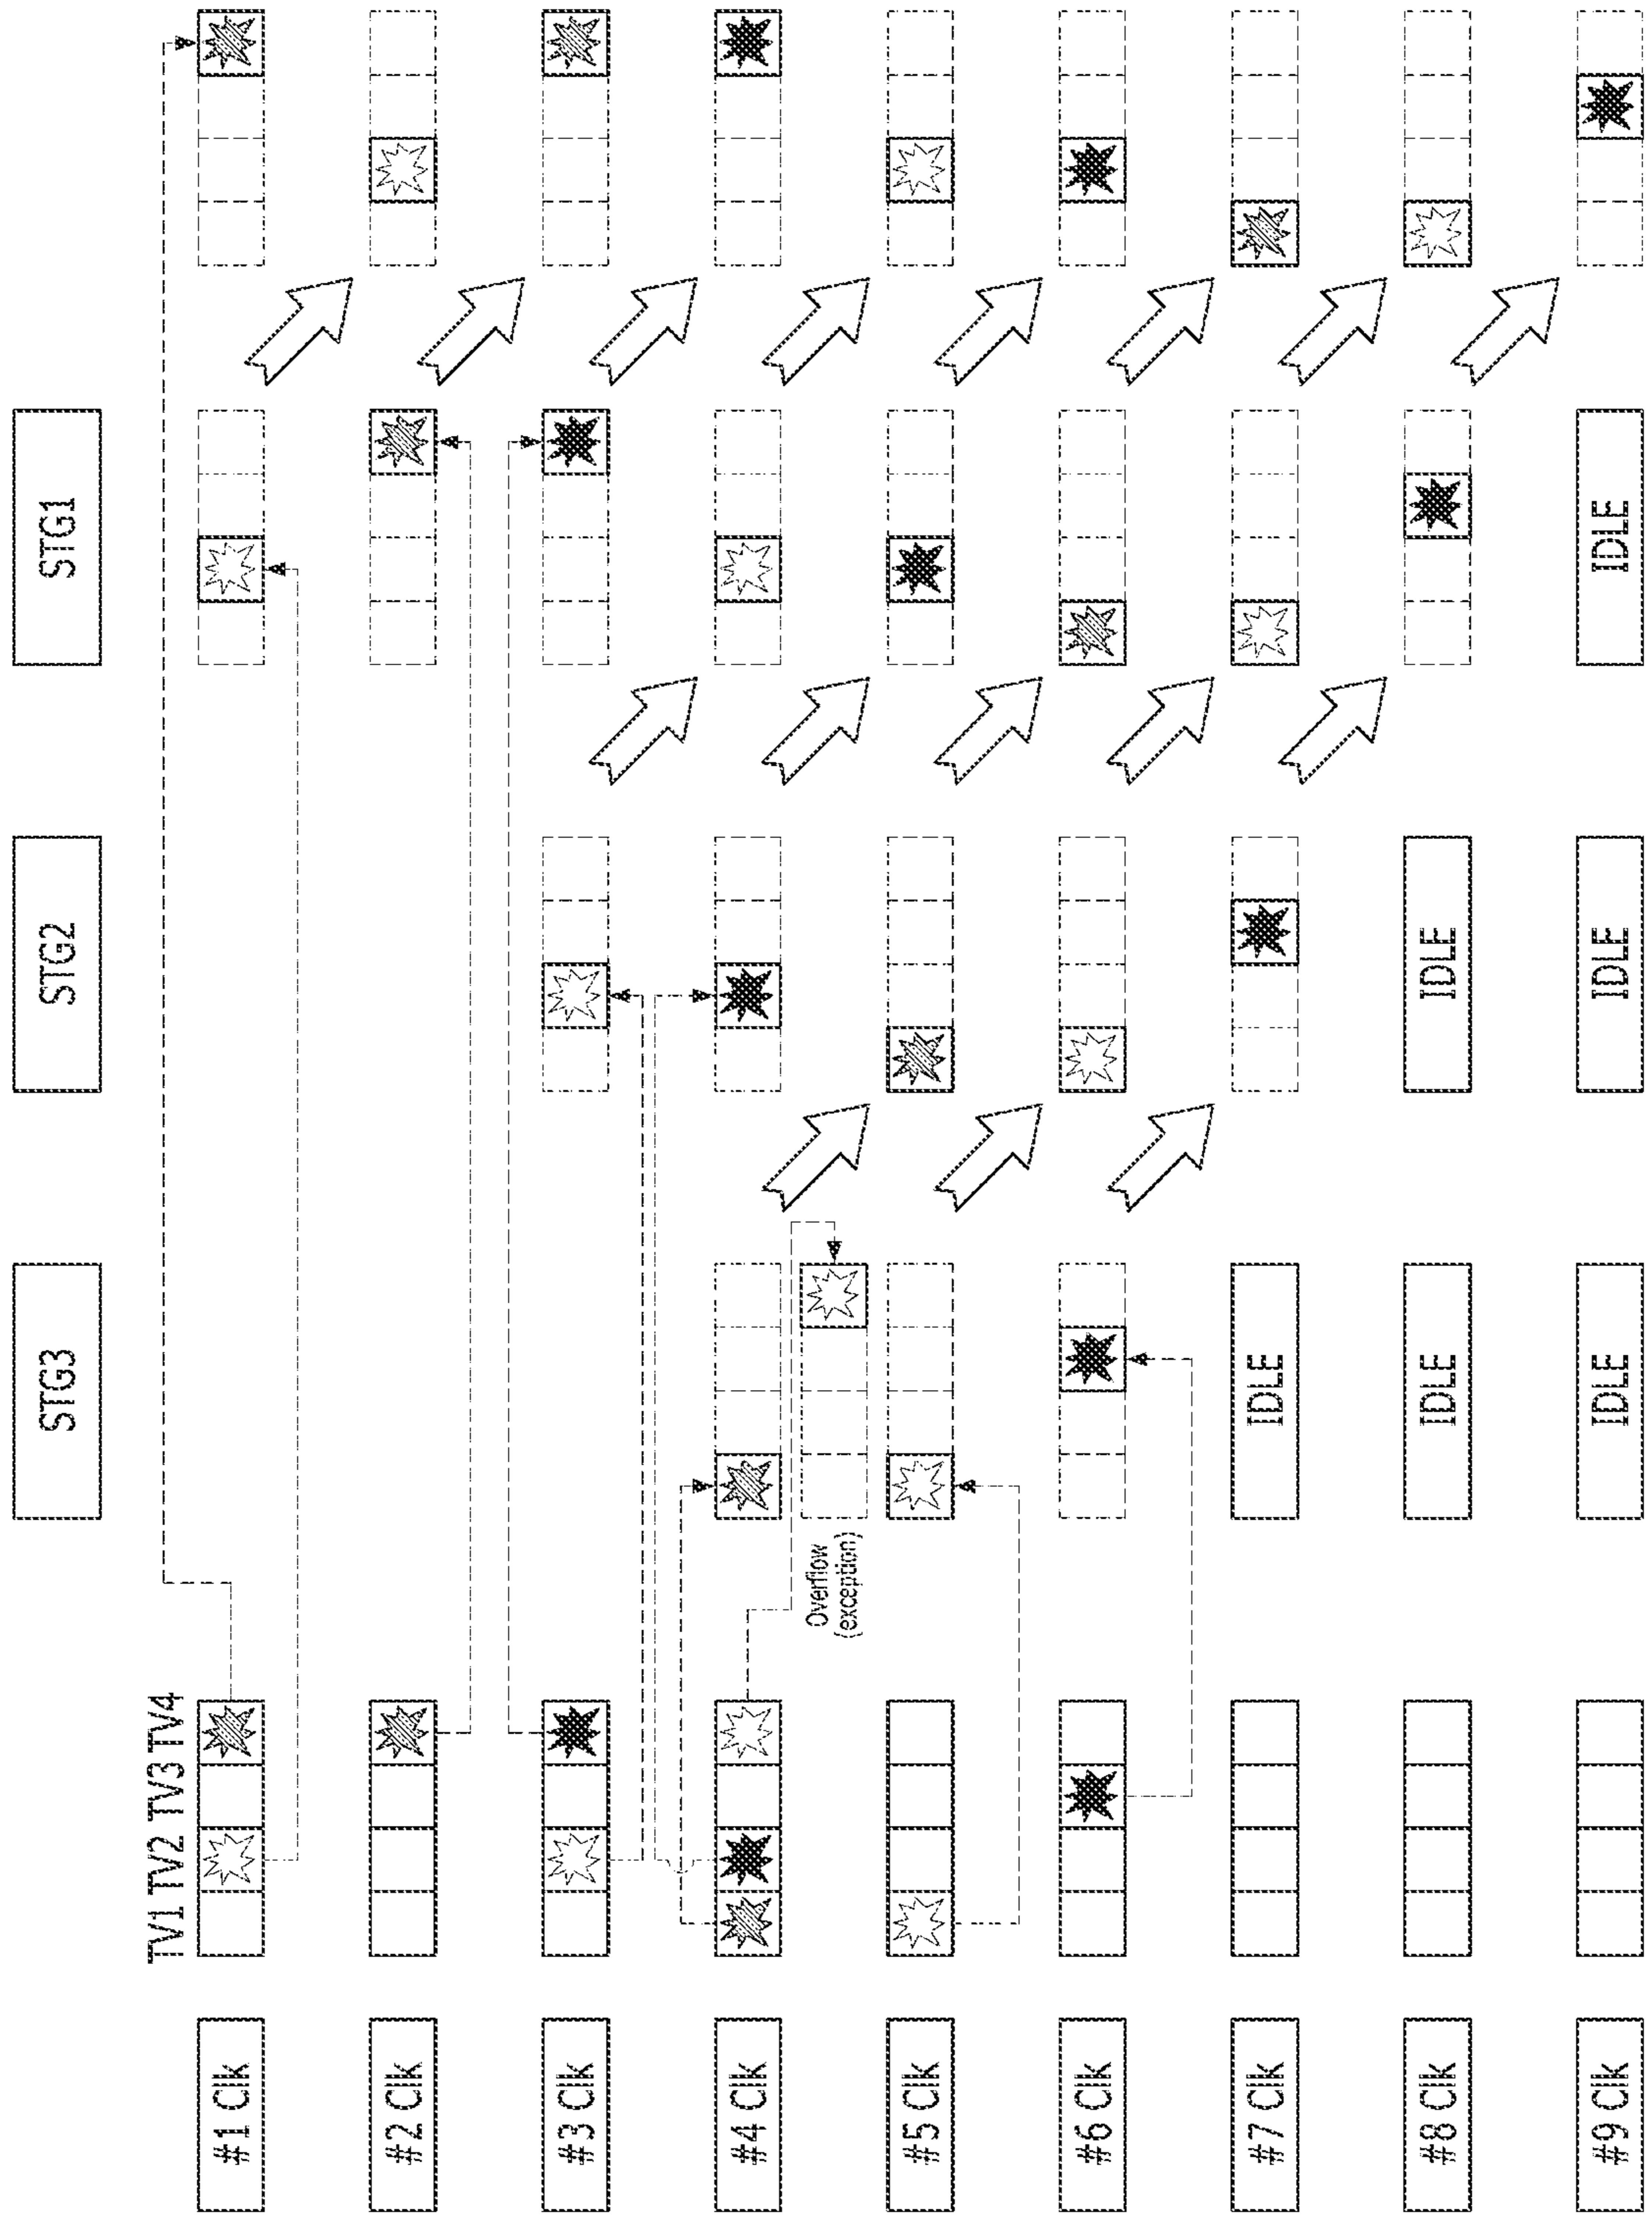 STG3
STG2
STG1
TV1 TV2 TV3 TV4
#1 Clk
#2 Clk
#3 Clk
#4 Clk
Overflow
(exception)
#5 Clk
#6 Clk
#7 Clk
IDLE
#8 Clk
IDLE
IDLE
#9 Clk
IDLE
IDLE
IDLE